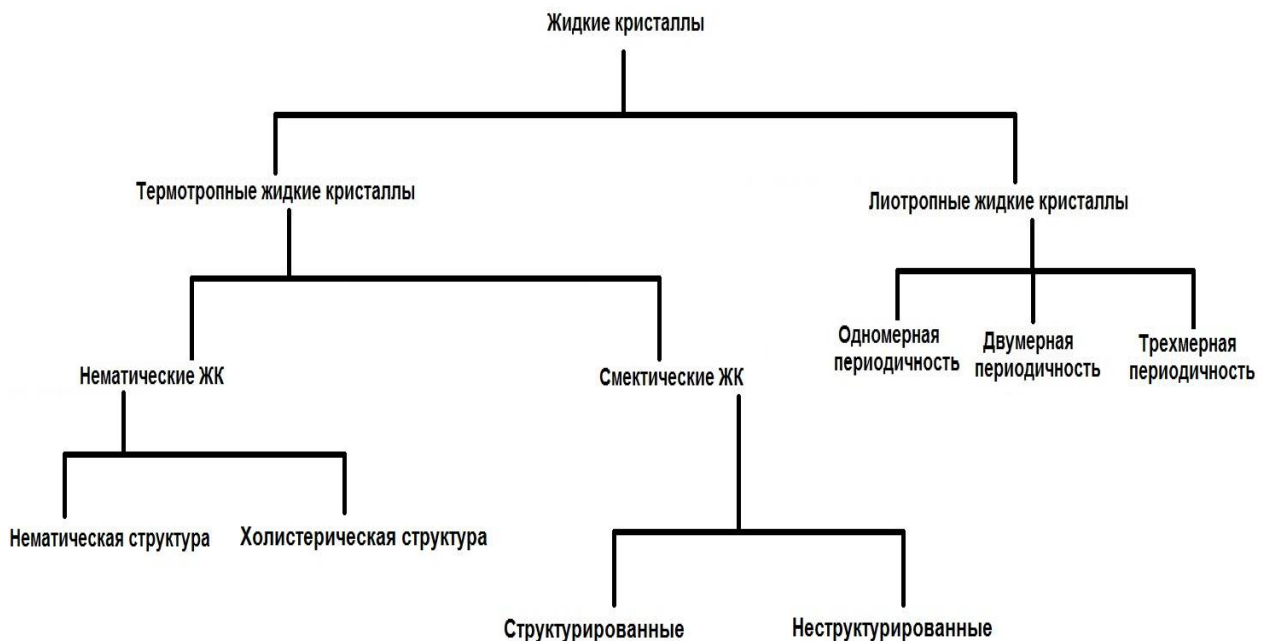 Жидкие кристаллы
Термотропные жидкие кристаллы
Лиотропные жидкие кристаллы
Одномерная
периодичность
Двумерная
периодичность
Трехмерная
периодичность
Нематические ЖК
Смектические ЖК
Нематическая структура
Холистерическая структура
Структурированные
Неструктурированные